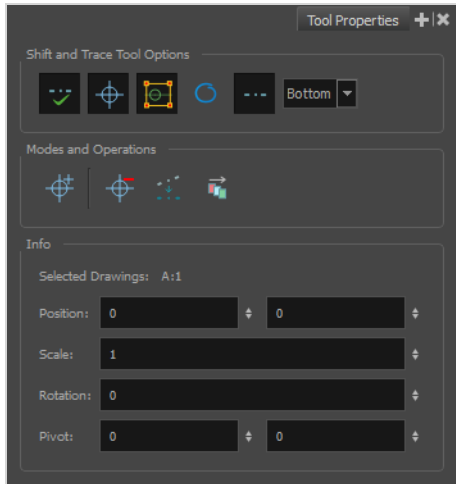 Tool Properties
Shift and Trace Tool Options
Bottom
Modes and Operations
Info
Selected Drawings: A:1
Position: 0 0
Scale: 1
Rotation: 0
Pivot: 0 0